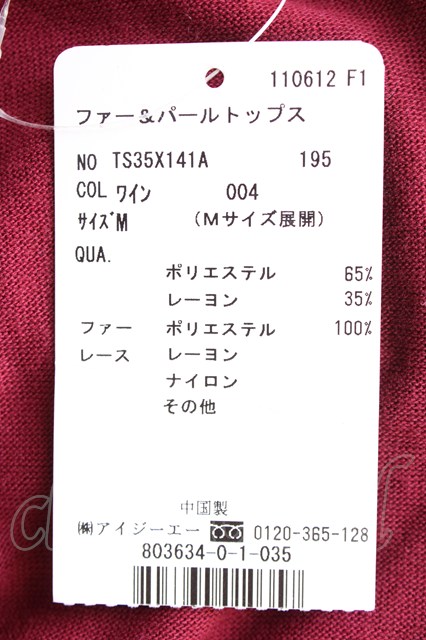 110612 F1
ファー&パールトップス
NO TS35X141A 195
COL ワイン 004
ｻｲｽﾞM (Mサイズ展開)
QUA.
ポリエステル 65%
レーヨン 35%
ファー ポリエステル 100%
レース レーヨン
ナイロン
その他
中国製
㈱アイジーエー 0120-365-128
803634-0-1-035